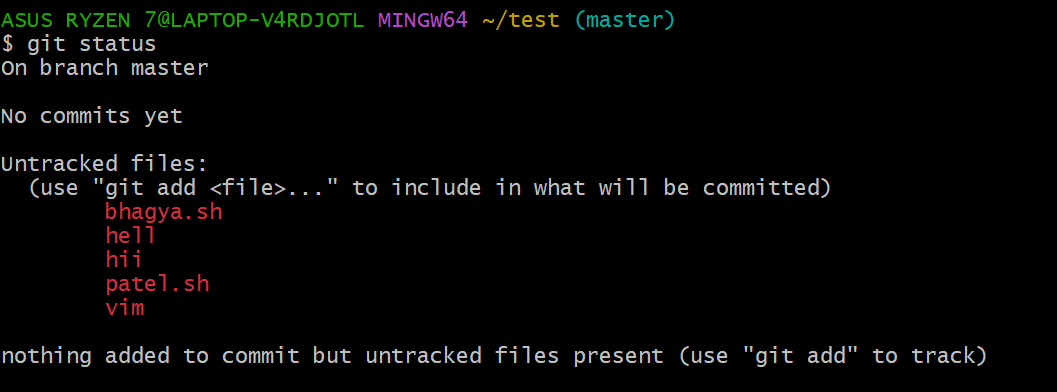 ASUS RYZEN 7@LAPTOP-V4RDJOTL MINGW64 ~/test (master)
$ git status
On branch master
No commits yet
Untracked files:
(use "git add <file>..." to include in what will be committed)
bhagya.sh
hell
hii
patel.sh
vim
nothing added to commit but untracked files present (use "git add" to track)